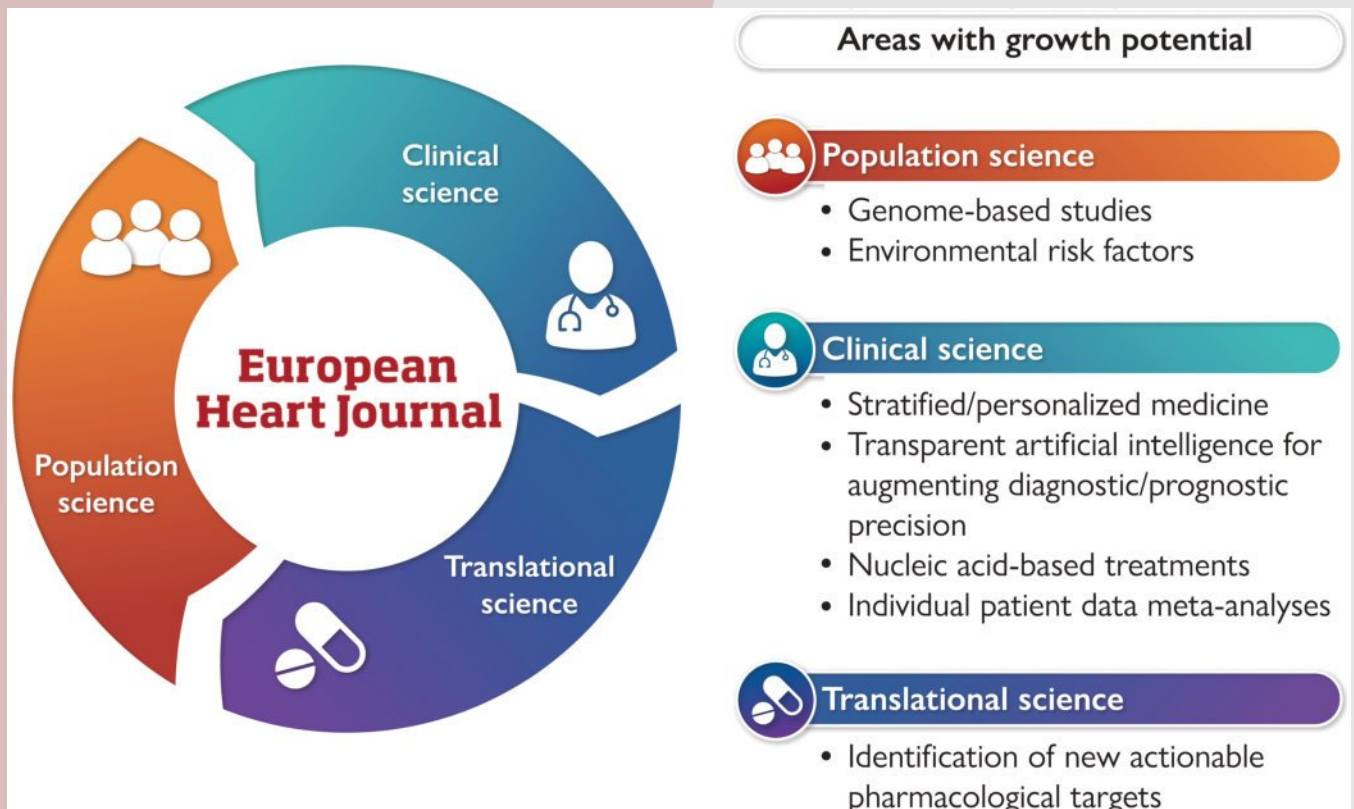 Clinical
science
European
Heart Journal
Population
science
Translational
science
Areas with growth potential
Population science
• Genome-based studies
• Environmental risk factors
Clinical science
• Stratified/personalized medicine
• Transparent artificial intelligence for
augmenting diagnostic/prognostic
precision
• Nucleic acid-based treatments
• Individual patient data meta-analyses
Translational science
• Identification of new actionable
pharmacological targets